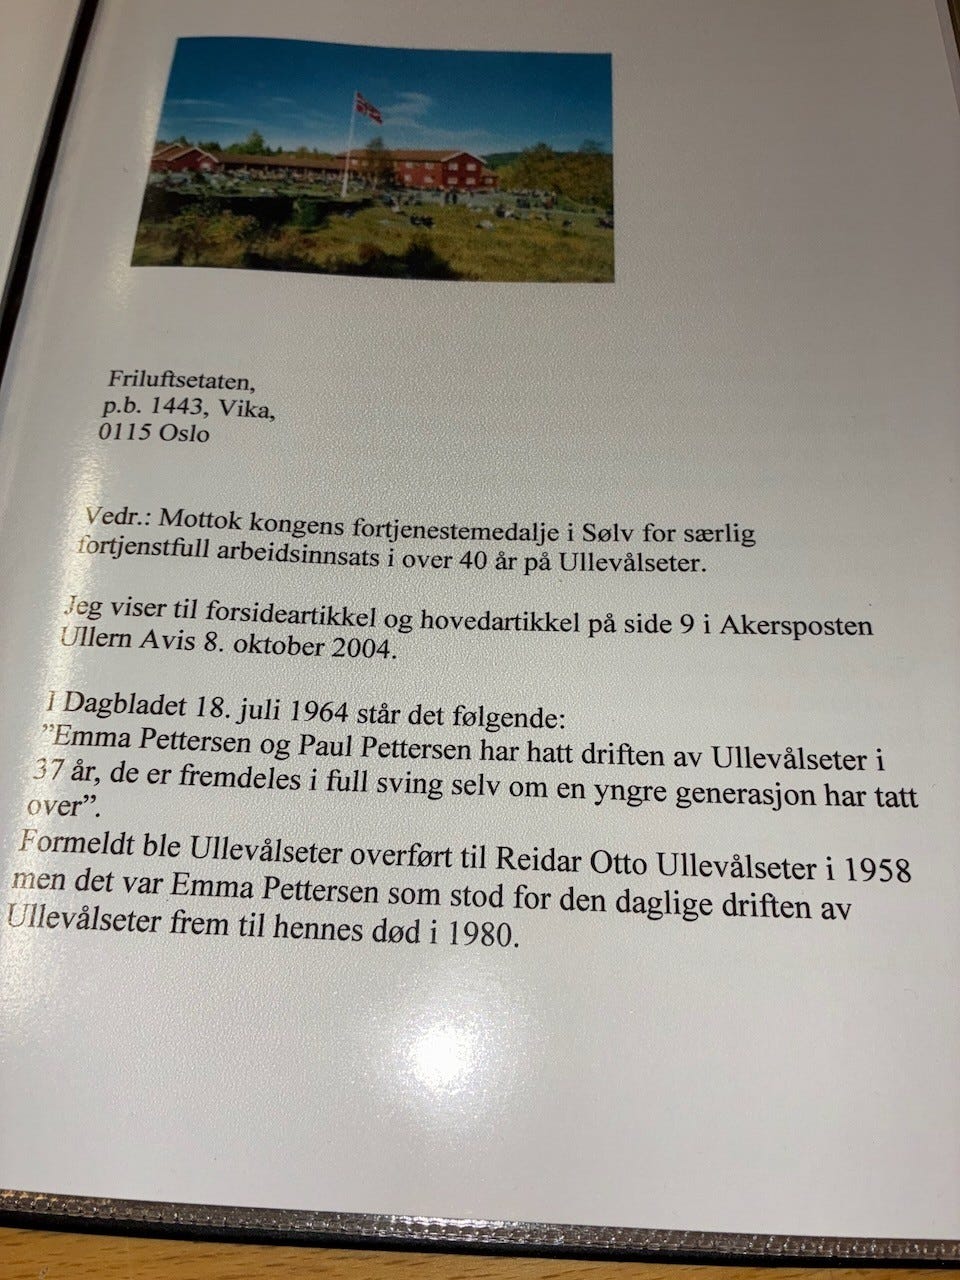 Friluftsetaten,
p.b. 1443, Vika,
0115 Oslo
Vedr.: Mottok kongens fortjenestemedalje i Sølv for særlig
fortjenstfull arbeidsinnsats i over 40 år på Ullevålseter.
Jeg viser til forsideartikkel og hovedartikkel på side 9 i Akersposten
Ullern Avis 8. oktober 2004.
I Dagbladet 18. juli 1964 står det følgende:
”Emma Pettersen og Paul Pettersen har hatt driften av Ullevålseter i
37 år, de er fremdeles i full sving selv om en yngre generasjon har tatt
over”.
Formeldt ble Ullevålseter overført til Reidar Otto Ullevålseter i 1958
men det var Emma Pettersen som stod for den daglige driften av
Ullevålseter frem til hennes død i 1980.